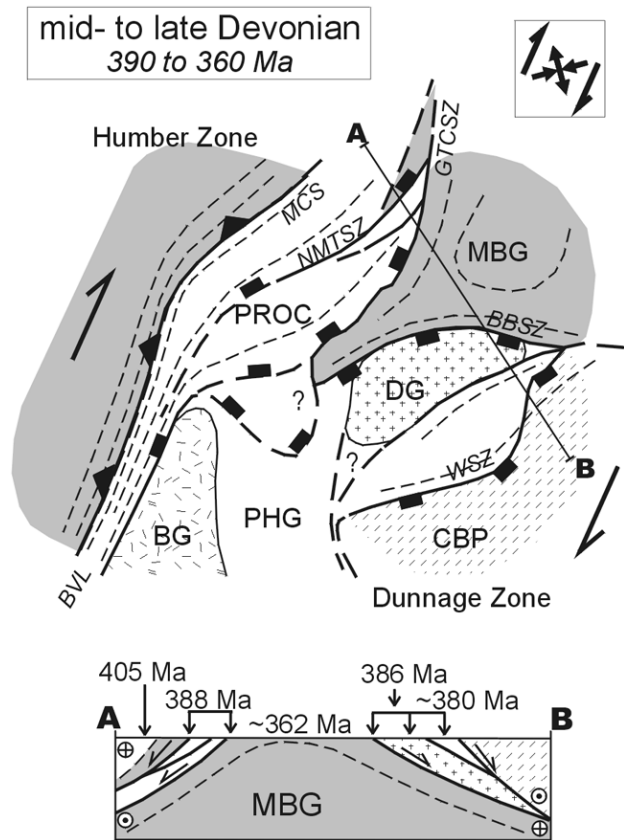 mid- to late Devonian
390 to 360 Ma
Humber Zone
A
GTCSZ
MCS
NMTSZ
MBG
PROC
BBSZ
?
DG
?
WSZ
B
BG
PHG
CBP
BVL
Dunnage Zone
405 Ma
386 Ma
A
388 Ma
~380 Ma
B
~362 Ma
MBG